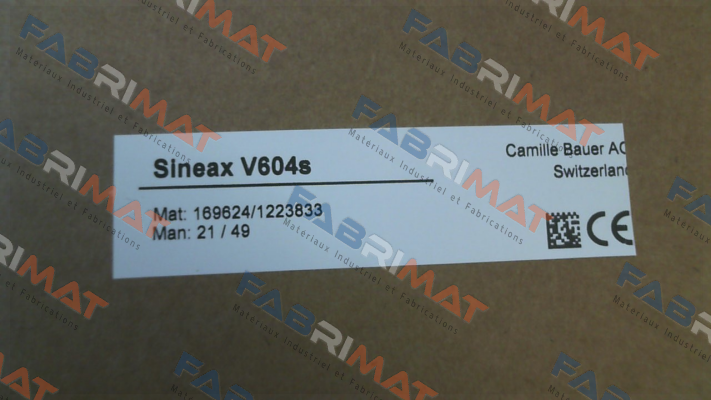 Sineax V604s
Mat: 169624/1223833
Man: 21 / 49
Camille Bauer AG
Switzerland
CE
FABRIMAT
Materiaux Industriel et Fabrications